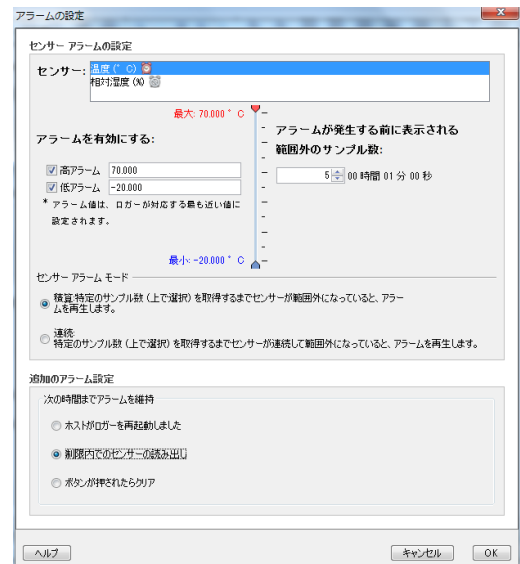 アラームの設定
センサー アラームの設定
センサー:
温度 (° C)
相対湿度 (%)
最大: 70.000 ° C
アラームを有効にする:
高アラーム 70.000
低アラーム -20.000
* アラーム値は、ロガーが対応する最も近い値に
設定されます。
最小: -20.000 ° C
アラームが発生する前に表示される
範囲外のサンプル数:
5 00 時間 01 分 00 秒
センサー アラーム モード
積算:特定のサンプル数 (上で選択) を取得するまでセンサーが範囲外になっていると、アラー
ムを再生します。
連続:
特定のサンプル数 (上で選択) を取得するまでセンサーが連続して範囲外になっていると、アラームを再生します。
追加のアラーム設定
次の時間までアラームを維持
ホストがロガーを再起動しました
制限内でのセンサーの読み出し
ボタンが押されたらクリア
ヘルプ
キャンセル
OK